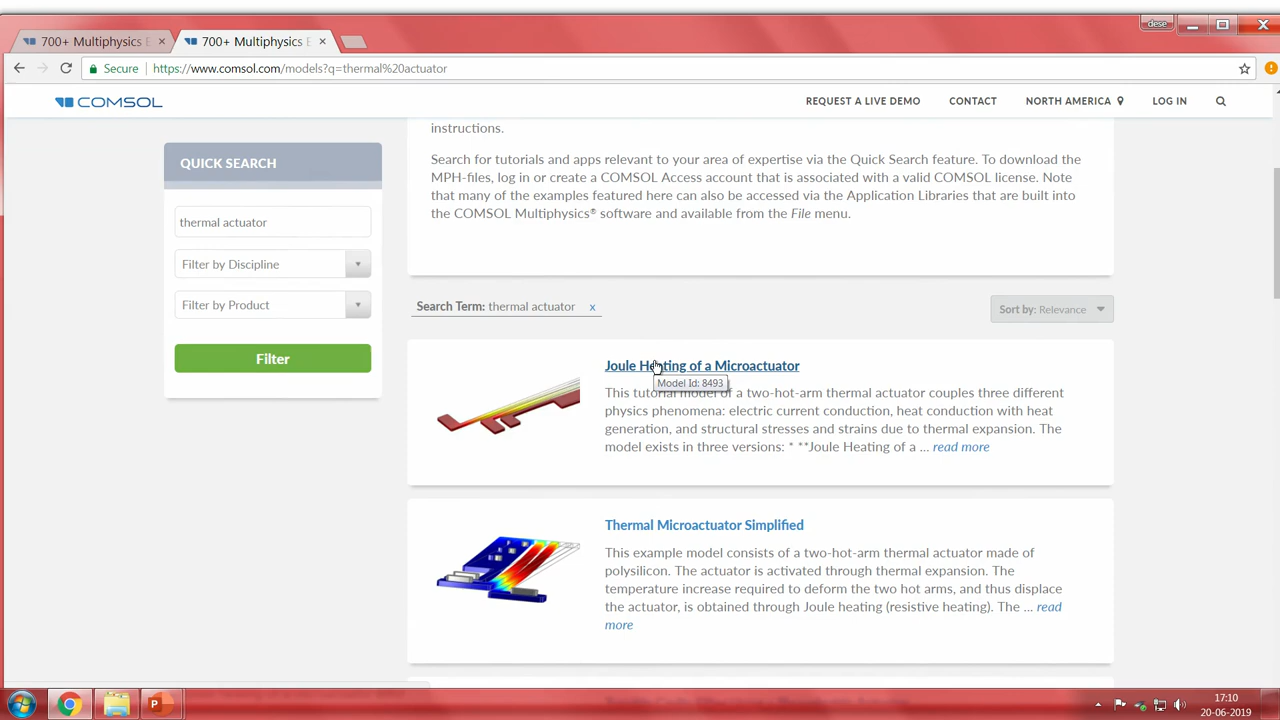 dese
700+ Multiphysics E
700+ Multiphysics E
Secure
https://www.comsol.com/models?q=thermal%20actuator
COMSOL
REQUEST A LIVE DEMO
CONTACT
NORTH AMERICA
LOG IN
instructions.
Search for tutorials and apps relevant to your area of expertise via the Quick Search feature. To download the
MPH-files, log in or create a COMSOL Access account that is associated with a valid COMSOL license. Note
that many of the examples featured here can also be accessed via the Application Libraries that are built into
the COMSOL Multiphysics® software and available from the File menu.
QUICK SEARCH
thermal actuator
Filter by Discipline
Filter by Product
Filter
Search Term: thermal actuator x
Sort by: Relevance
Joule Heating of a Microactuator
Model Id: 8493
This tutorial model of a two-hot-arm thermal actuator couples three different
physics phenomena: electric current conduction, heat conduction with heat
generation, and structural stresses and strains due to thermal expansion. The
model exists in three versions: * **Joule Heating of a ... read more
Thermal Microactuator Simplified
This example model consists of a two-hot-arm thermal actuator made of
polysilicon. The actuator is activated through thermal expansion. The
temperature increase required to deform the two hot arms, and thus displace
the actuator, is obtained through Joule heating (resistive heating). The ... read
more
17:10
20-06-2019